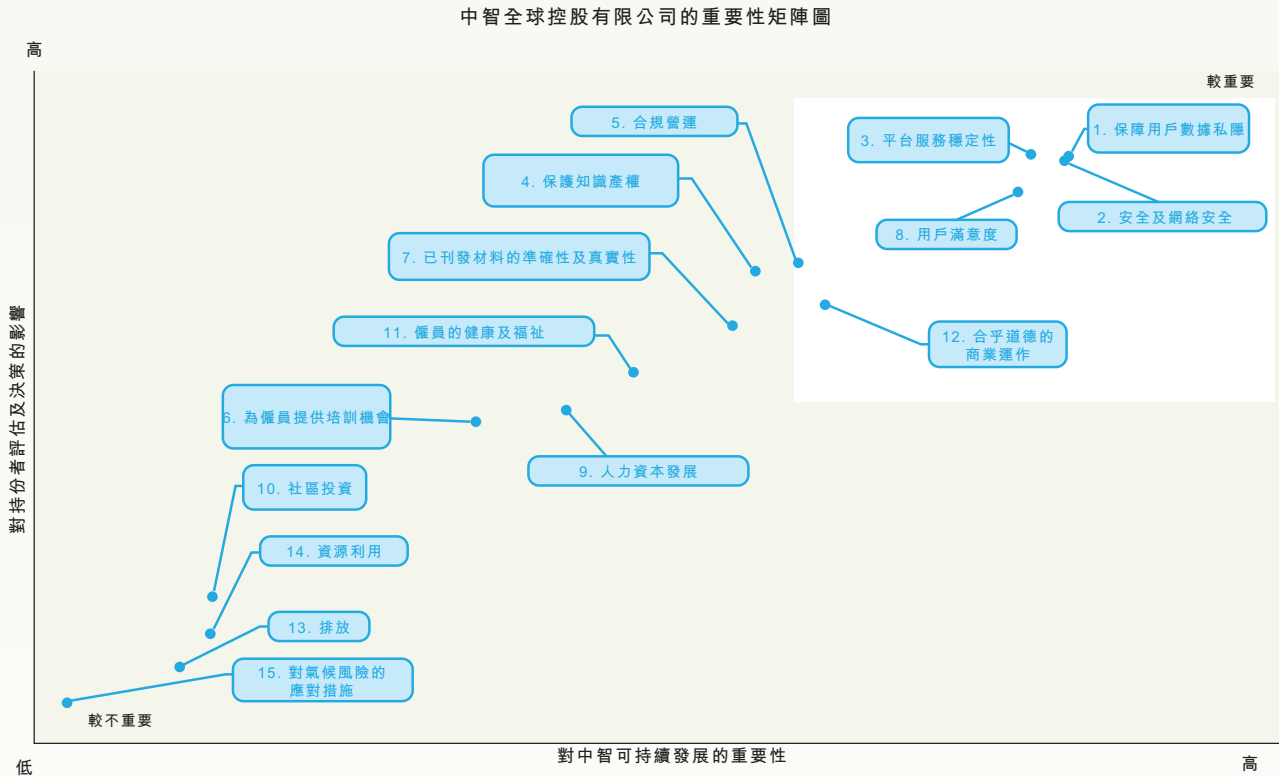 中智全球控股有限公司的重要性矩陣圖
高
較重要
5. 合規營運
3. 平台服務穩定性
1. 保障用戶數據私隱
4. 保護知識產權
2. 安全及網絡安全
8. 用戶滿意度
7. 已刊發材料的準確性及真實性
11. 僱員的健康及福祉
12. 合乎道德的
商業運作
對持份者評估及決策的影響
6. 為僱員提供培訓機會
9. 人力資本發展
10. 社區投資
14. 資源利用
13. 排放
15. 對氣候風險的
應對措施
較不重要
對中智可持續發展的重要性
低
高